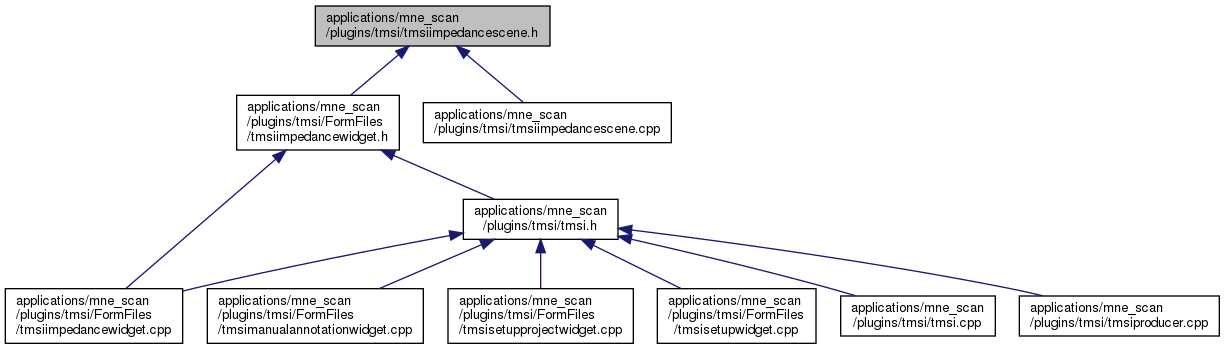 applications/mne_scan
/plugins/tmsi/tmsiimpedancescene.h
applications/mne_scan
/plugins/tmsi/FormFiles
/tmsiimpedancewidget.h
applications/mne_scan
/plugins/tmsi/tmsiimpedancescene.cpp
applications/mne_scan
/plugins/tmsi/tmsi.h
applications/mne_scan
/plugins/tmsi/FormFiles
/tmsiimpedancewidget.cpp
applications/mne_scan
/plugins/tmsi/FormFiles
/tmsimanualannotationwidget.cpp
applications/mne_scan
/plugins/tmsi/FormFiles
/tmsisetupprojectwidget.cpp
applications/mne_scan
/plugins/tmsi/FormFiles
/tmsisetupwidget.cpp
applications/mne_scan
/plugins/tmsi/tmsi.cpp
applications/mne_scan
/plugins/tmsi/tmsiproducer.cpp